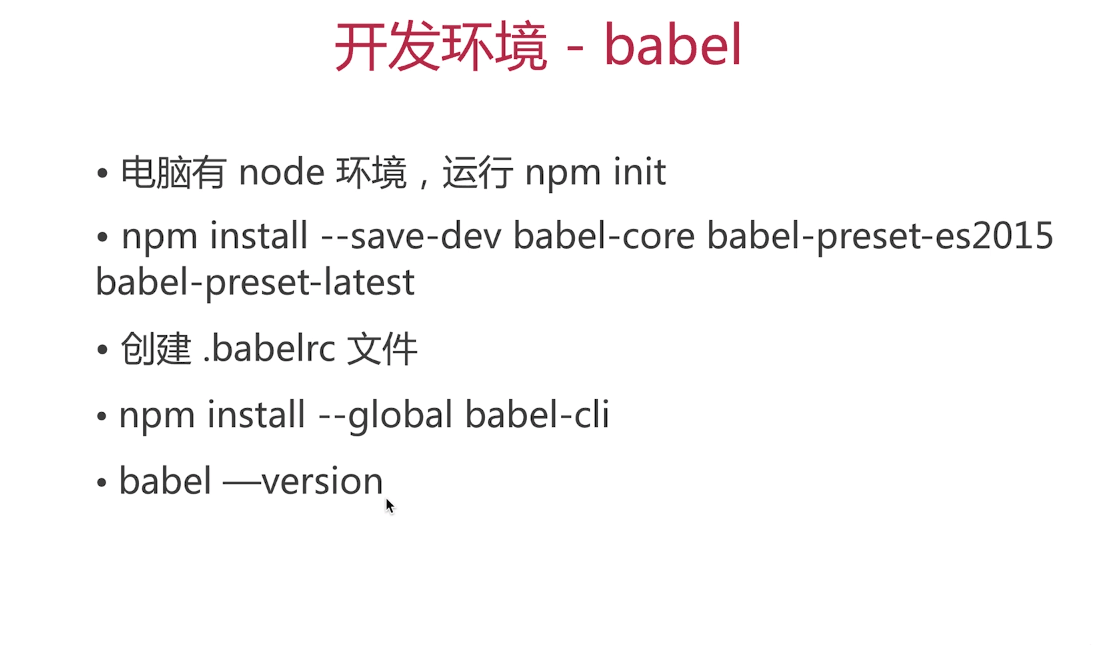 开发环境 - babel
• 电脑有 node 环境，运行 npm init
• npm install --save-dev babel-core babel-preset-es2015
babel-preset-latest
• 创建 .babelrc 文件
• npm install --global babel-cli
• babel —version